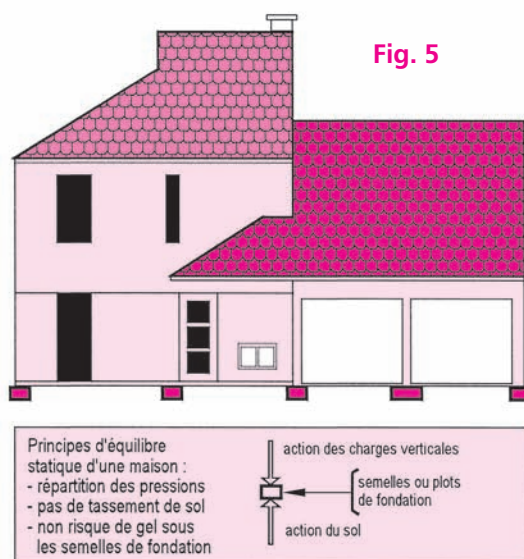 Fig. 5
Principes d'équilibre
statique d'une maison :
- répartition des pressions
- pas de tassement de sol
- non risque de gel sous
les semelles de fondation
action des charges verticales
semelles ou plots
de fondation
action du sol